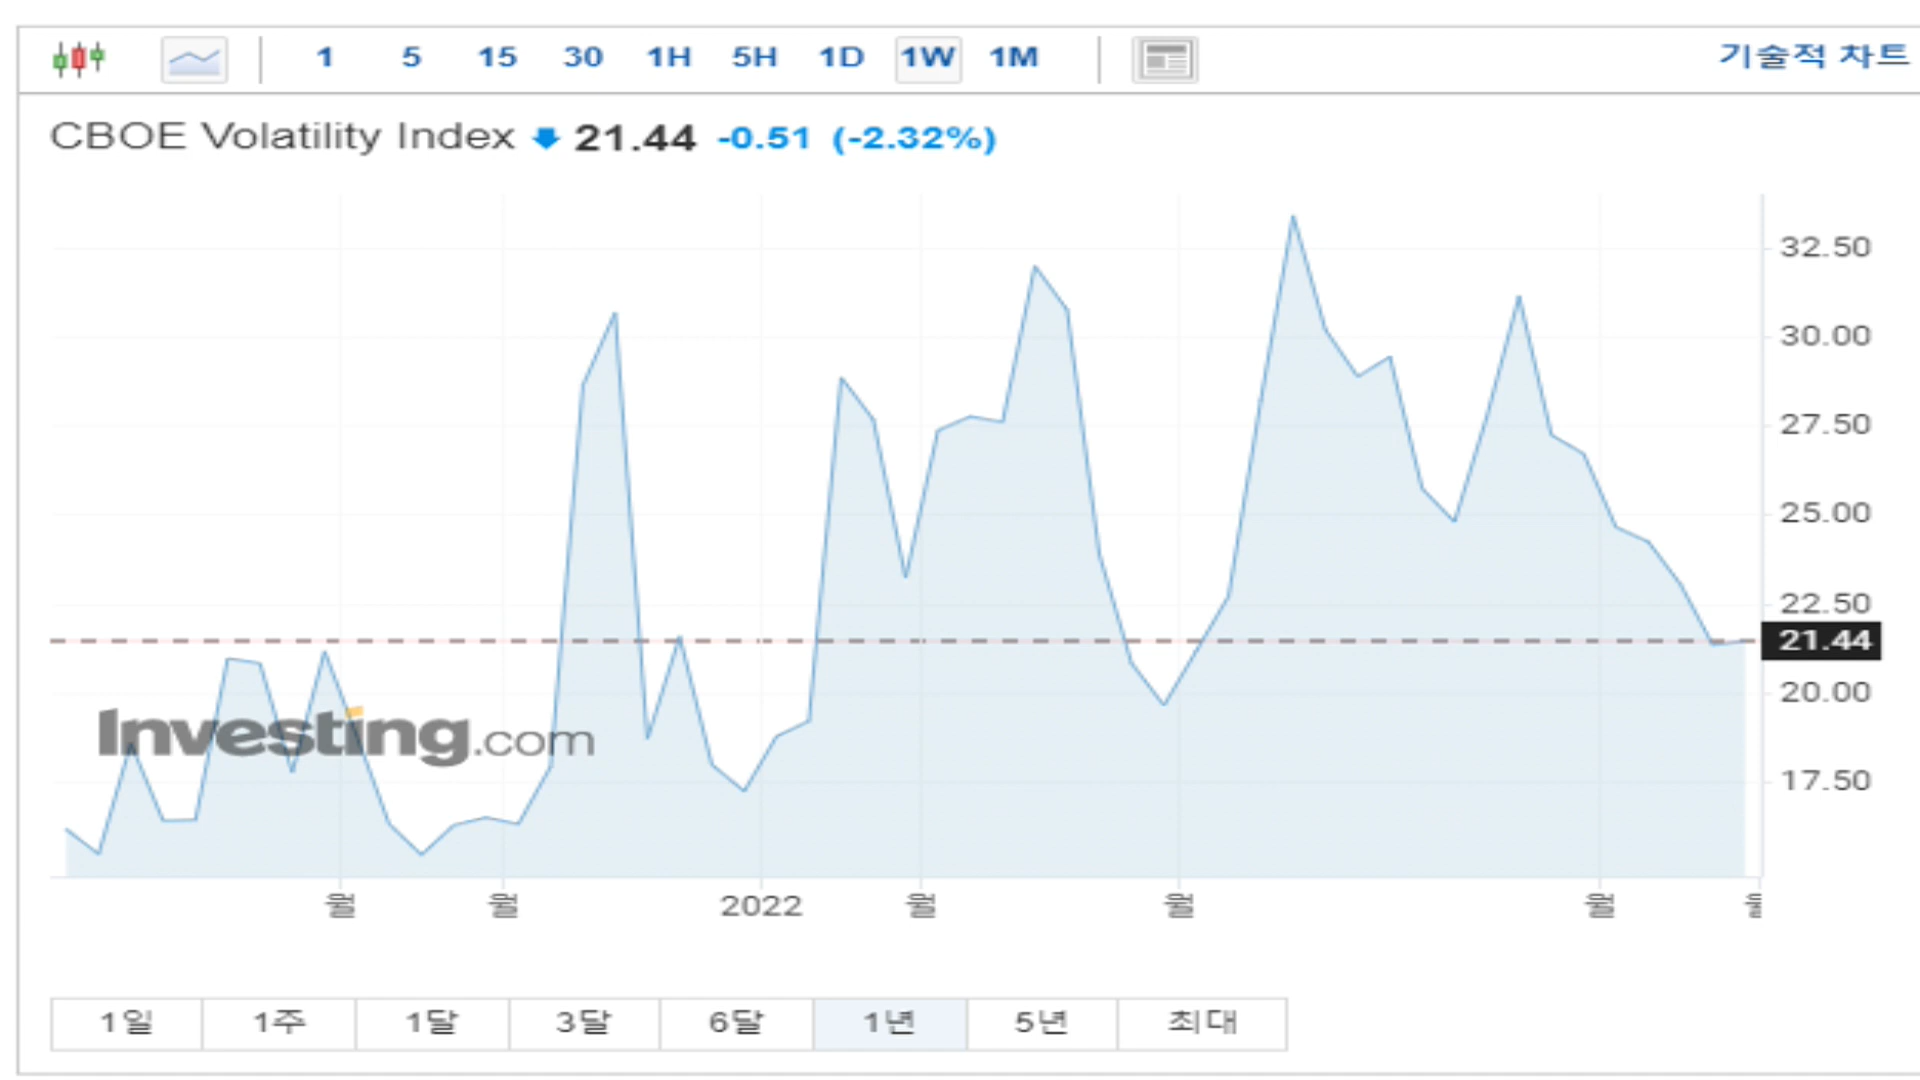 1 5 15 30 1H 5H 1D 1W 1M 기술적 차트
CBOE Volatility Index 21.44 -0.51 (-2.32%)
32.50
30.00
27.50
25.00
22.50
21.44
20.00
17.50
Investing.com
월 월 2022 월 월 월
1일 1주 1달 3달 6달 1년 5년 최대